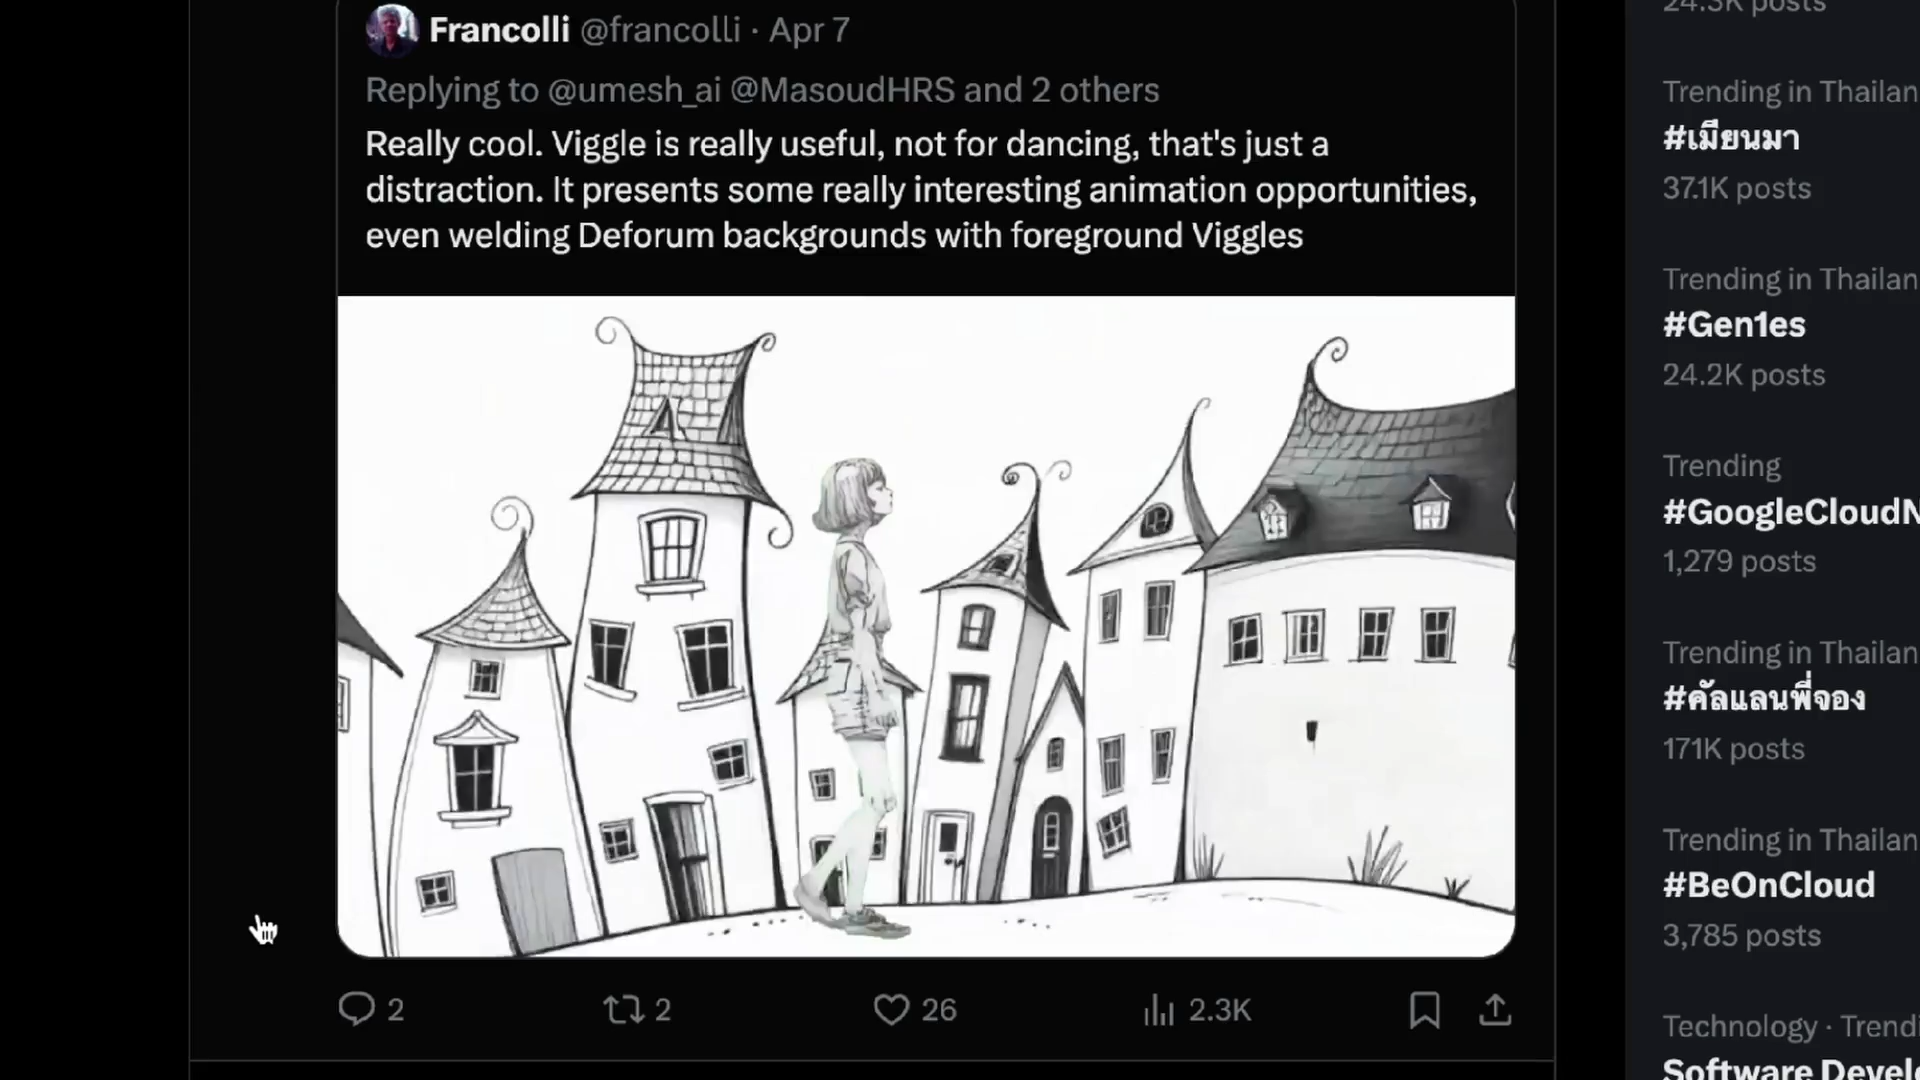 24.3K posts
Francolli @francolli · Apr 7
Replying to @umesh_ai @MasoudHRS and 2 others
Really cool. Viggle is really useful, not for dancing, that's just a
distraction. It presents some really interesting animation opportunities,
even welding Deforum backgrounds with foreground Viggles
2
2
26
2.3K
Trending in Thailan
#เมียนมา
37.1K posts
Trending in Thailan
#Gen1es
24.2K posts
Trending
#GoogleCloudN
1,279 posts
Trending in Thailan
#คัลแลนพี่จอง
171K posts
Trending in Thailan
#BeOnCloud
3,785 posts
Technology · Trendi
Software Devel